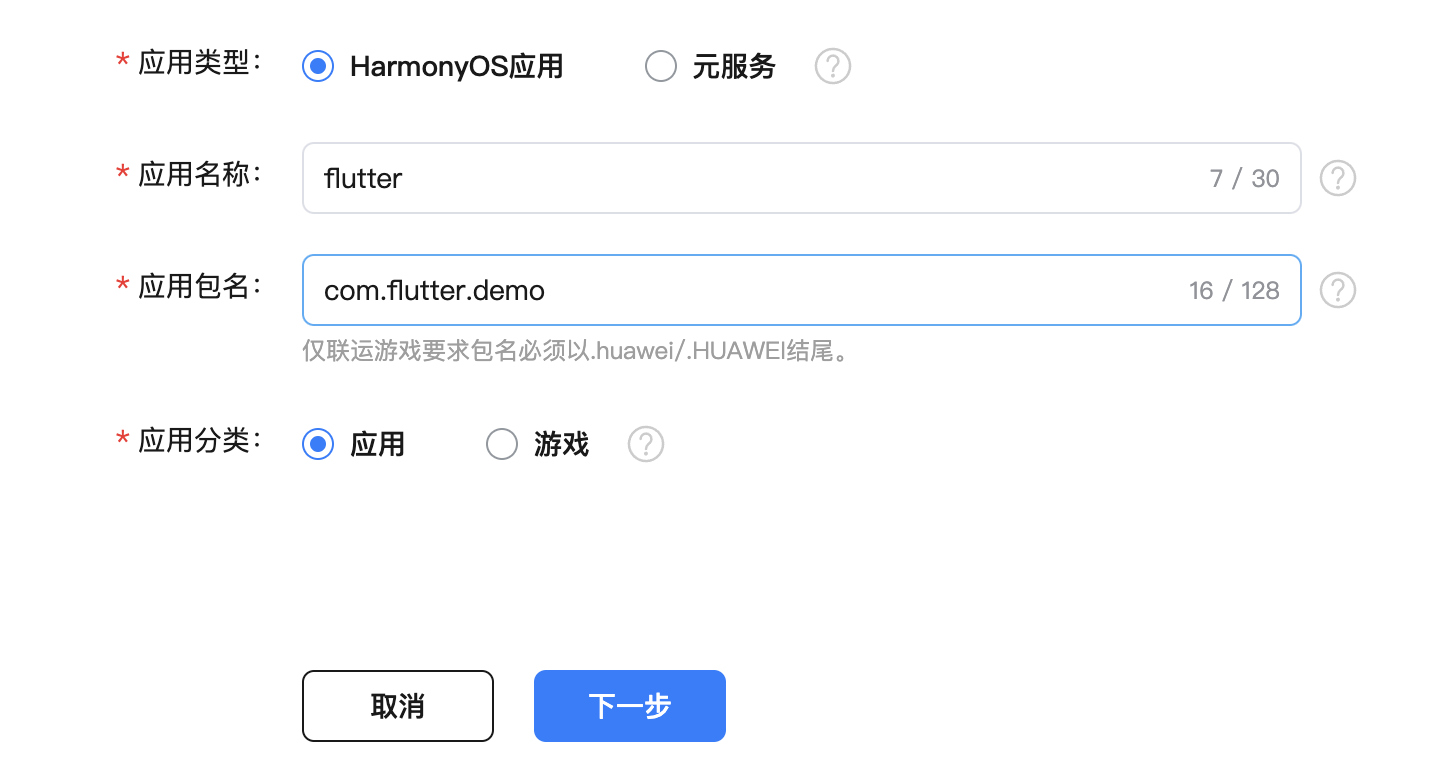 * 应用类型： HarmonyOS应用 元服务 ?
* 应用名称： flutter 7 / 30 ?
* 应用包名： com.flutter.demo 16 / 128 ?
仅联运游戏要求包名必须以.huawei/.HUAWEI结尾。
* 应用分类： 应用 游戏 ?
取消 下一步